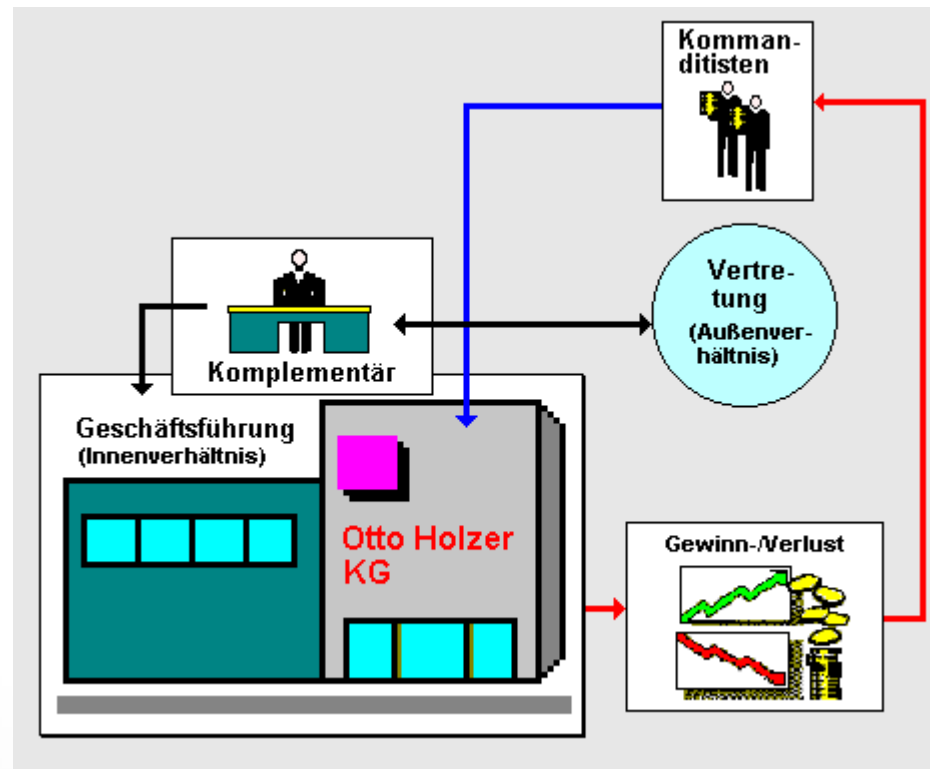 Komman-
ditisten
Vertre-
tung
(Außenver-
hältnis)
Komplementär
Geschäftsführung
(Innenverhältnis)
Otto Holzer
KG
Gewinn-/Verlust